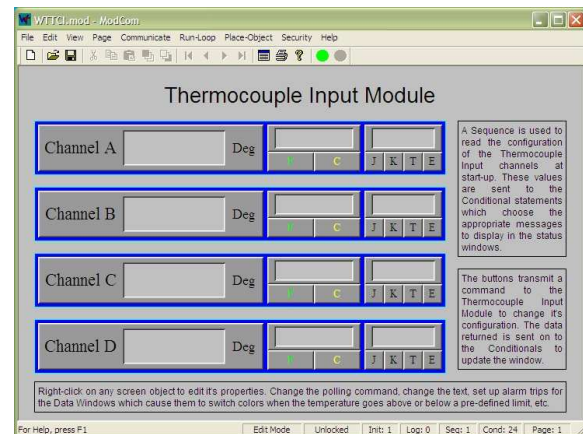 WTTCI.mod - ModCom
File Edit View Page Communicate Run-Loop Place-Object Security Help
Thermocouple Input Module
Channel A Deg
F C J K T E
Channel B Deg
F C J K T E
Channel C Deg
F C J K T E
Channel D Deg
F C J K T E
A Sequence is used to
read the configuration
of the Thermocouple
Input channels at
start-up. These values
are sent to the
Conditional statements
which choose the
appropriate messages
to display in the status
windows.
The buttons transmit a
command to the
Thermocouple Input
Module to change it's
configuration. The data
returned is sent on to
the Conditionals to
update the window.
Right-click on any screen object to edit it's properties. Change the polling command, change the text, set up alarm trips for
the Data Windows which cause them to switch colors when the temperature goes above or below a pre-defined limit, etc.
For Help, press F1 Edit Mode Unlocked Init: 1 Log: 0 Seq: 1 Cond: 24 Page: 1